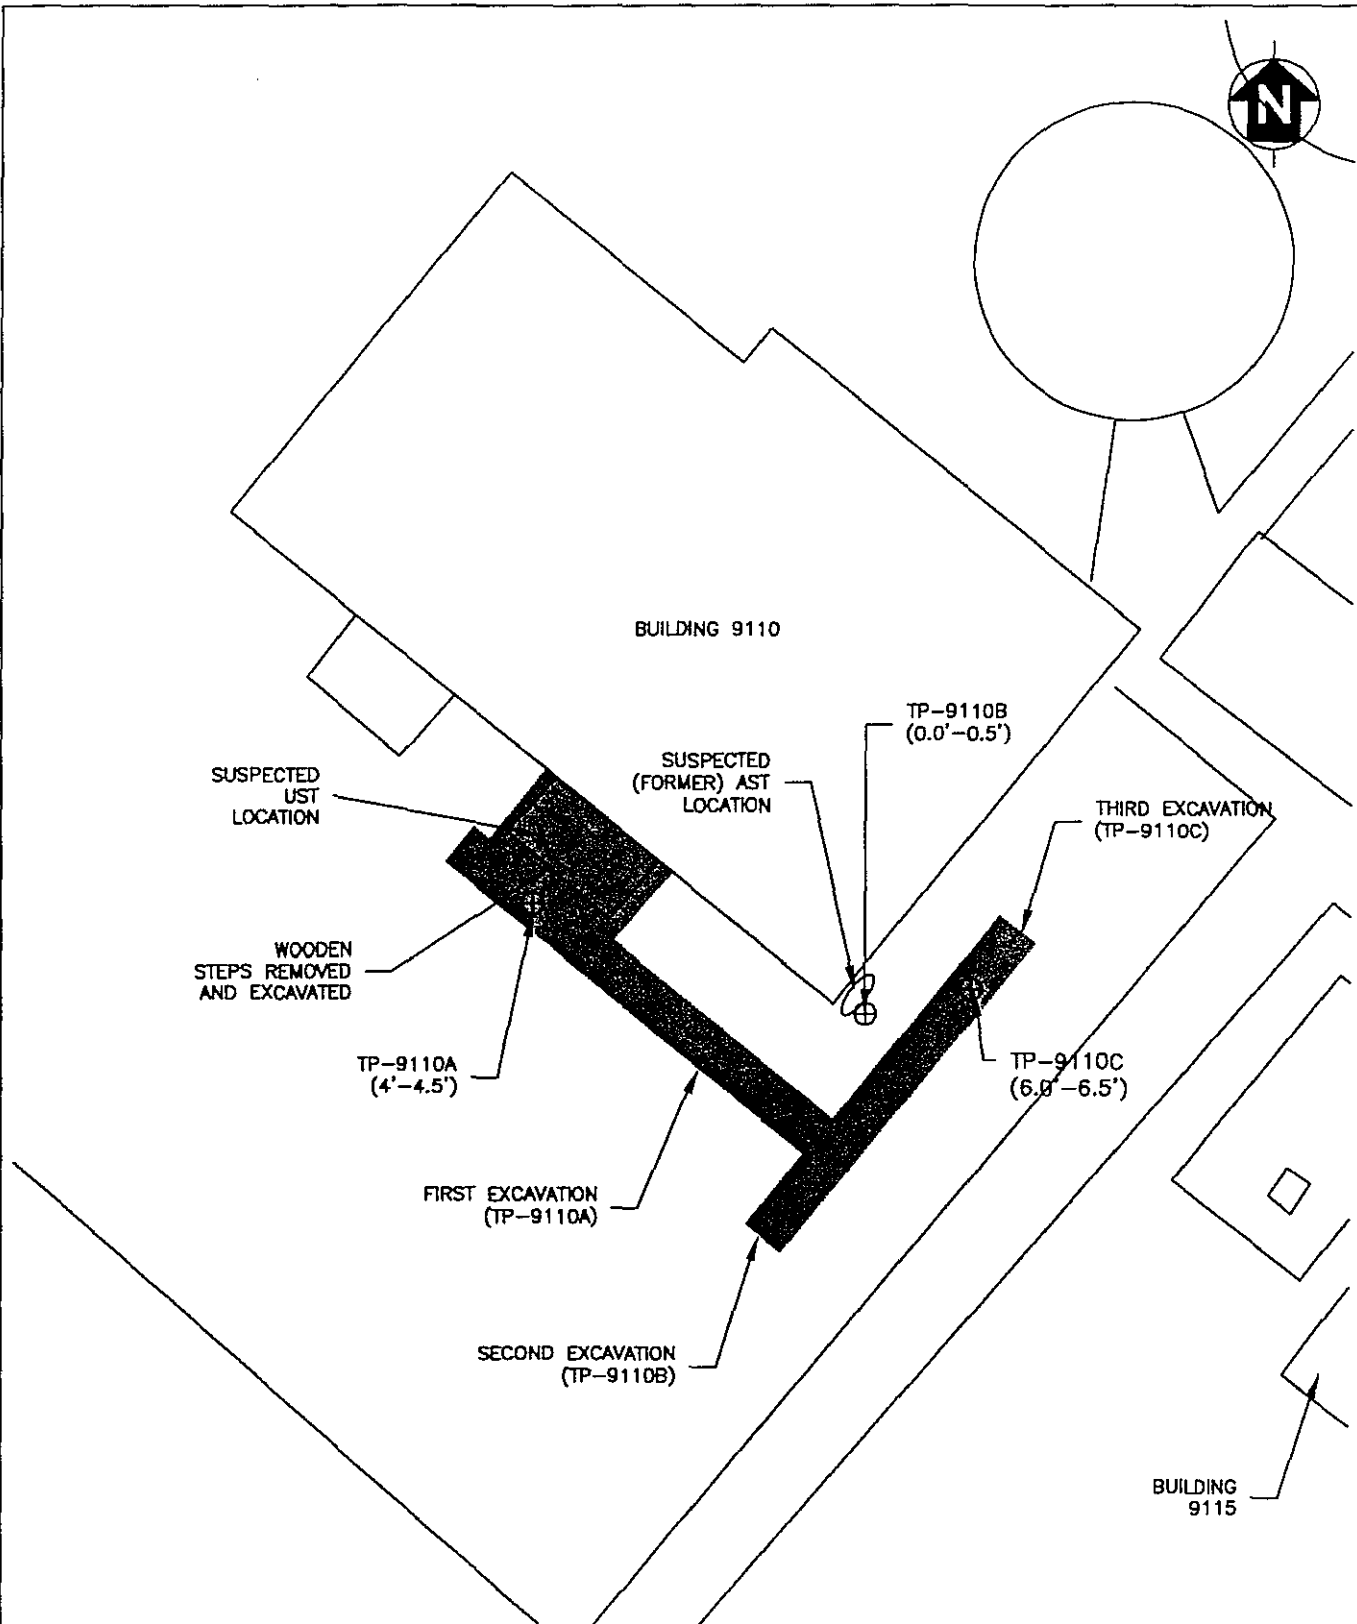 N
BUILDING 9110
TP-9110B
(0.0'-0.5')
SUSPECTED
(FORMER) AST
LOCATION
SUSPECTED
UST
LOCATION
THIRD EXCAVATION
(TP-9110C)
WOODEN
STEPS REMOVED
AND EXCAVATED
TP-9110A
(4'-4.5')
TP-9110C
(6.0'-6.5')
FIRST EXCAVATION
(TP-9110A)
SECOND EXCAVATION
(TP-9110B)
BUILDING
9115